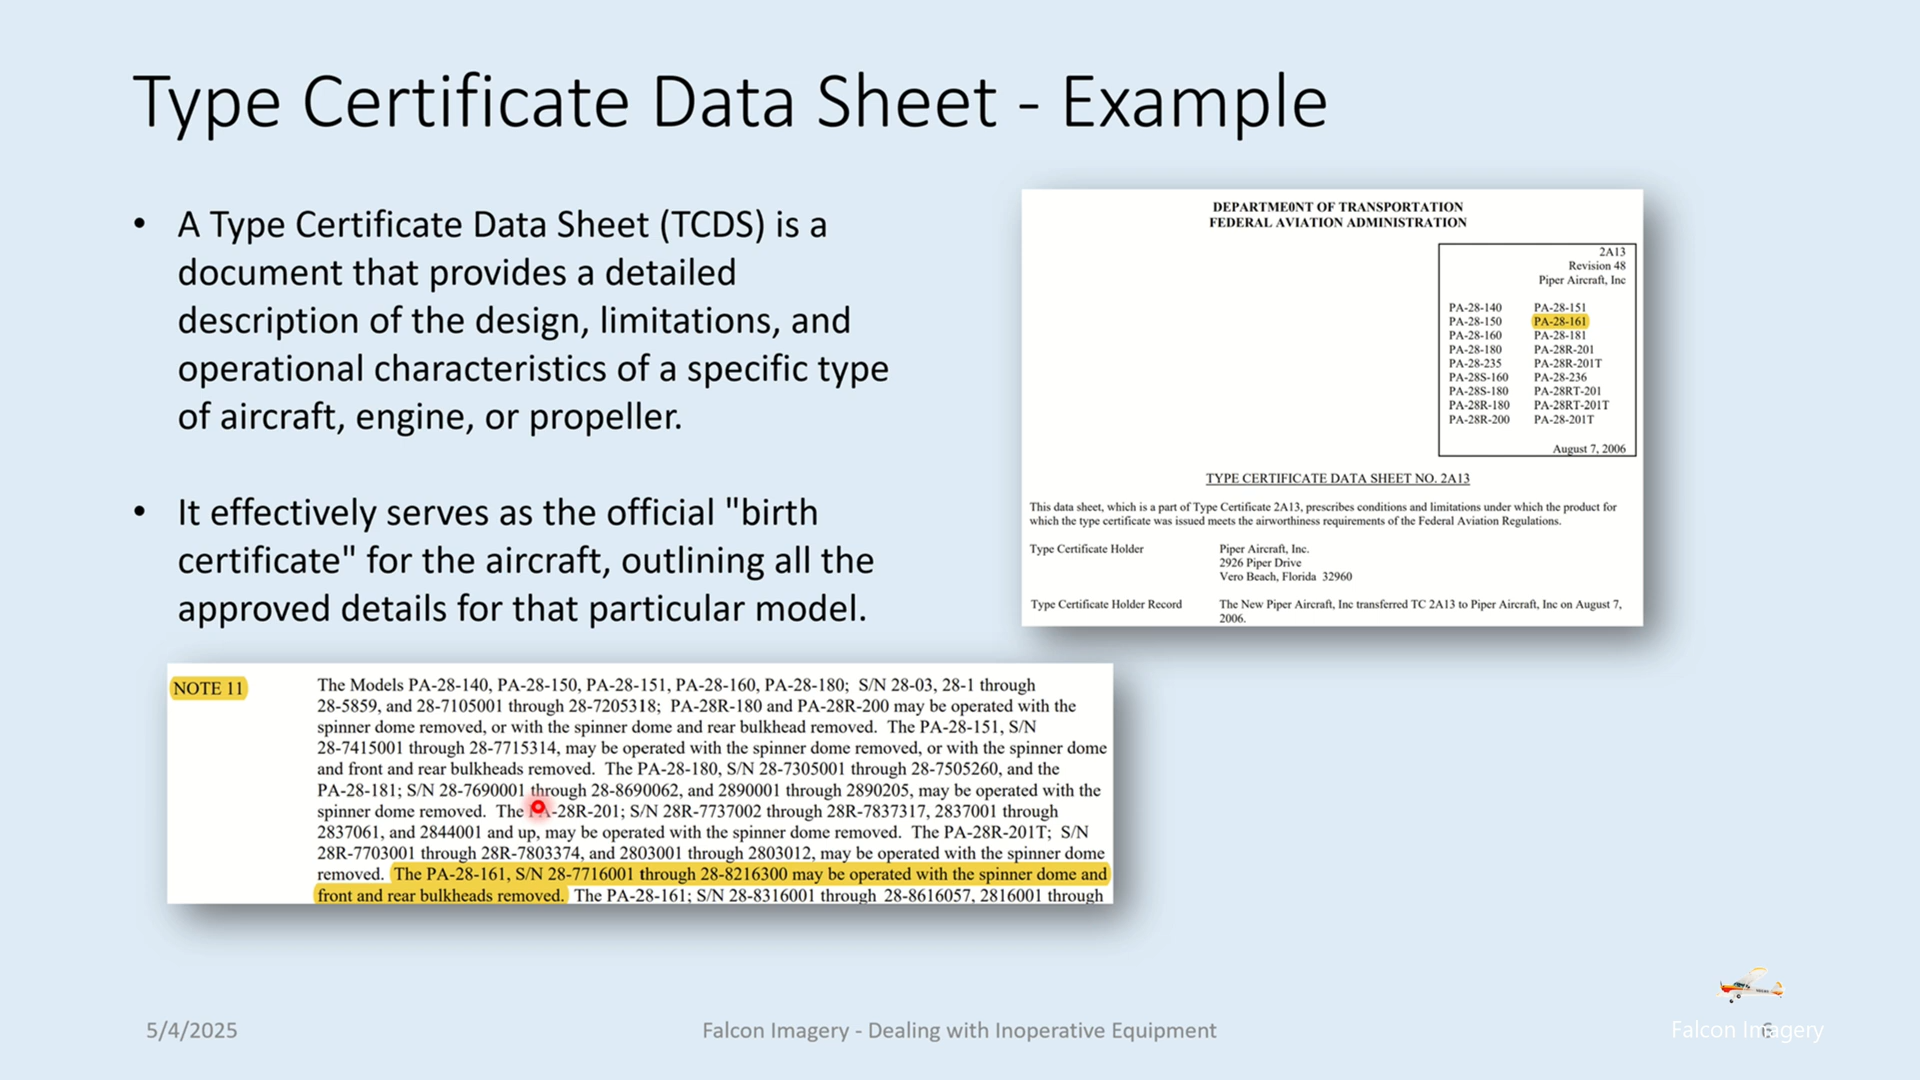 Type Certificate Data Sheet - Example
• A Type Certificate Data Sheet (TCDS) is a
document that provides a detailed
description of the design, limitations, and
operational characteristics of a specific type
of aircraft, engine, or propeller.
• It effectively serves as the official "birth
certificate" for the aircraft, outlining all the
approved details for that particular model.
DEPARTME0NT OF TRANSPORTATION
FEDERAL AVIATION ADMINISTRATION
2A13
Revision 48
Piper Aircraft, Inc
PA-28-140 PA-28-151
PA-28-150 PA-28-161
PA-28-160 PA-28-181
PA-28-180 PA-28R-201
PA-28-235 PA-28R-201T
PA-28S-160 PA-28-236
PA-28S-180 PA-28RT-201
PA-28R-180 PA-28RT-201T
PA-28R-200 PA-28-201T
August 7, 2006
TYPE CERTIFICATE DATA SHEET NO. 2A13
This data sheet, which is a part of Type Certificate 2A13, prescribes conditions and limitations under which the product for
which the type certificate was issued meets the airworthiness requirements of the Federal Aviation Regulations.
Type Certificate Holder Piper Aircraft, Inc.
2926 Piper Drive
Vero Beach, Florida 32960
Type Certificate Holder Record The New Piper Aircraft, Inc transferred TC 2A13 to Piper Aircraft, Inc on August 7,
2006.
NOTE 11 The Models PA-28-140, PA-28-150, PA-28-151, PA-28-160, PA-28-180; S/N 28-03, 28-1 through
28-5859, and 28-7105001 through 28-7205318; PA-28R-180 and PA-28R-200 may be operated with the
spinner dome removed, or with the spinner dome and rear bulkhead removed. The PA-28-151, S/N
28-7415001 through 28-7715314, may be operated with the spinner dome removed, or with the spinner dome
and front and rear bulkheads removed. The PA-28-180, S/N 28-7305001 through 28-7505260, and the
PA-28-181; S/N 28-7690001 through 28-8690062, and 2890001 through 2890205, may be operated with the
spinner dome removed. The PA-28R-201; S/N 28R-7737002 through 28R-7837317, 2837001 through
2837061, and 2844001 and up, may be operated with the spinner dome removed. The PA-28R-201T; S/N
28R-7703001 through 28R-7803374, and 2803001 through 2803012, may be operated with the spinner dome
removed. The PA-28-161, S/N 28-7716001 through 28-8216300 may be operated with the spinner dome and
front and rear bulkheads removed. The PA-28-161; S/N 28-8316001 through 28-8616057, 2816001 through
5/4/2025
Falcon Imagery - Dealing with Inoperative Equipment
Falcon Imagery